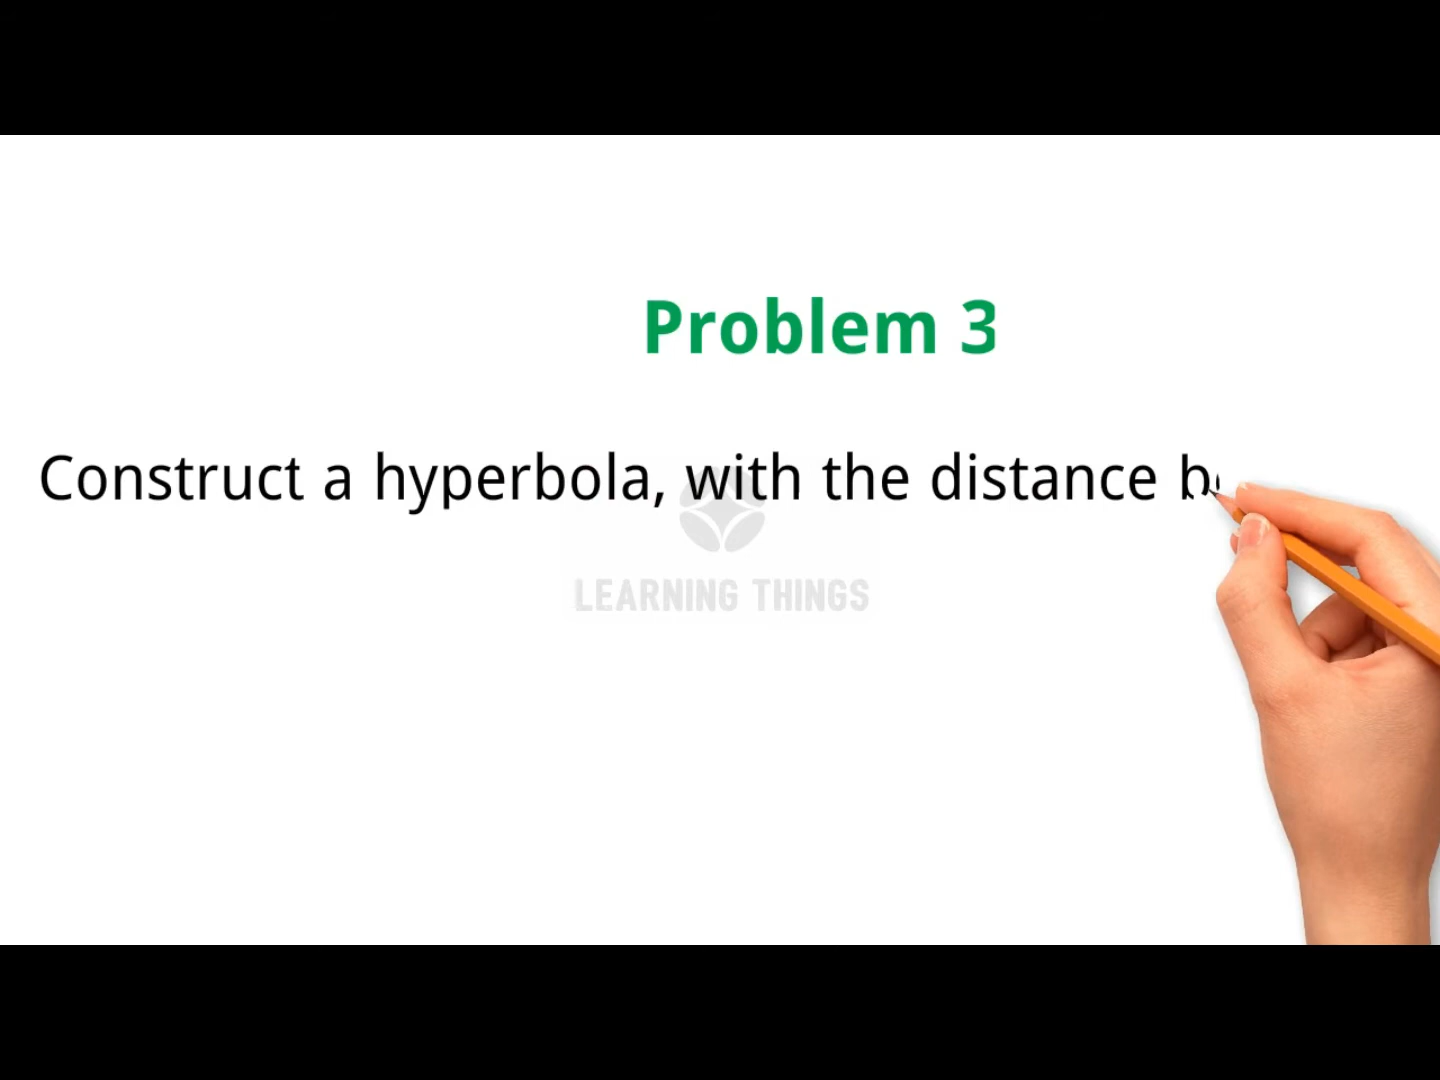 Problem 3
Construct a hyperbola, with the distance
LEARNING THINGS